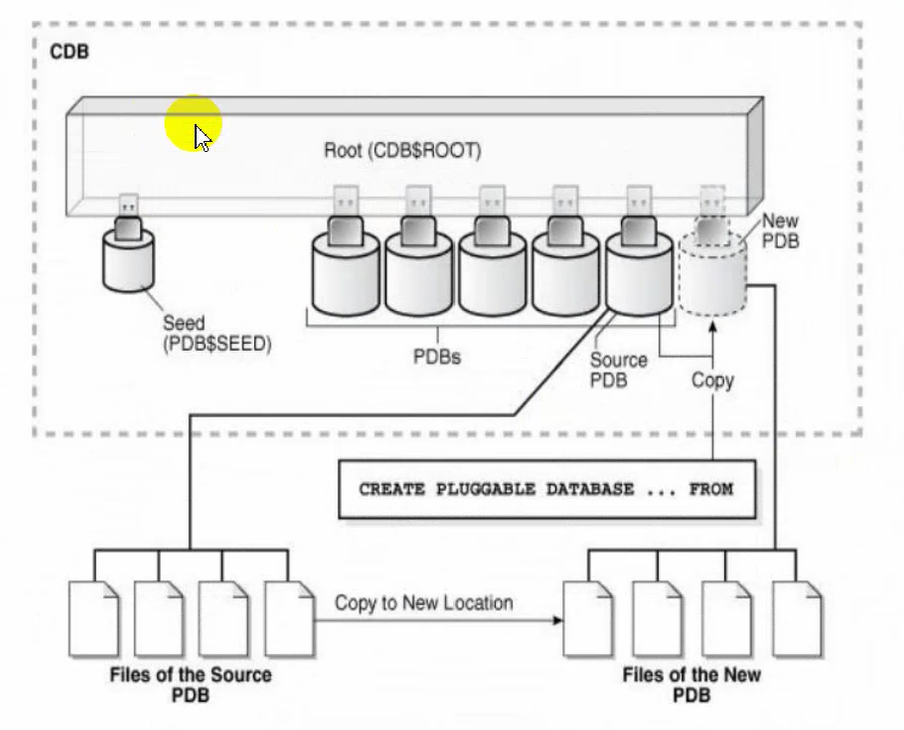 CDB
Root (CDB$ROOT)
New
PDB
Seed
(PDB$SEED)
PDBs
Source
PDB
Copy
CREATE PLUGGABLE DATABASE ... FROM
Copy to New Location
Files of the Source
PDB
Files of the New
PDB